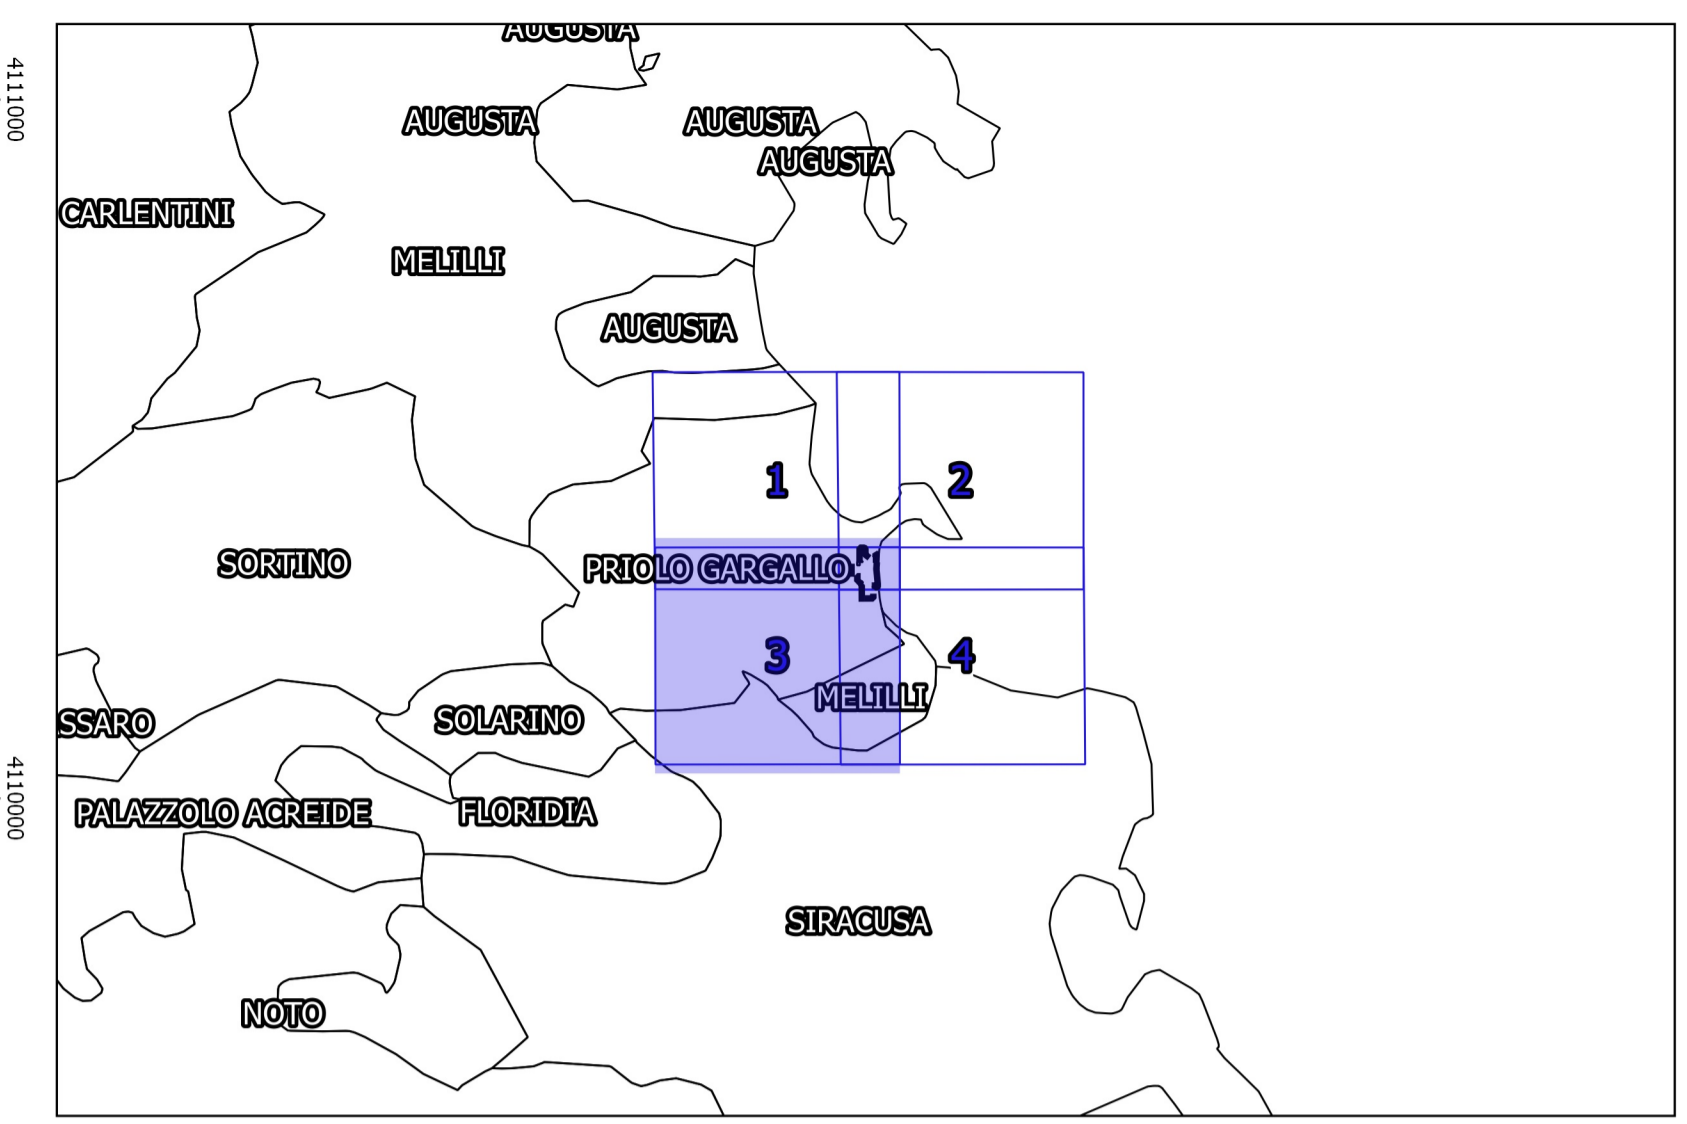 AUGUSTA
4111000
AUGUSTA
AUGUSTA
AUGUSTA
CARLENTINI
MELILLI
AUGUSTA
1
2
SORTINO
PRIOLO GARGALLO
3
4
MELILLI
SSARO
SOLARINO
4110000
PALAZZOLO ACREIDE
FLORIDIA
SIRACUSA
NOTO